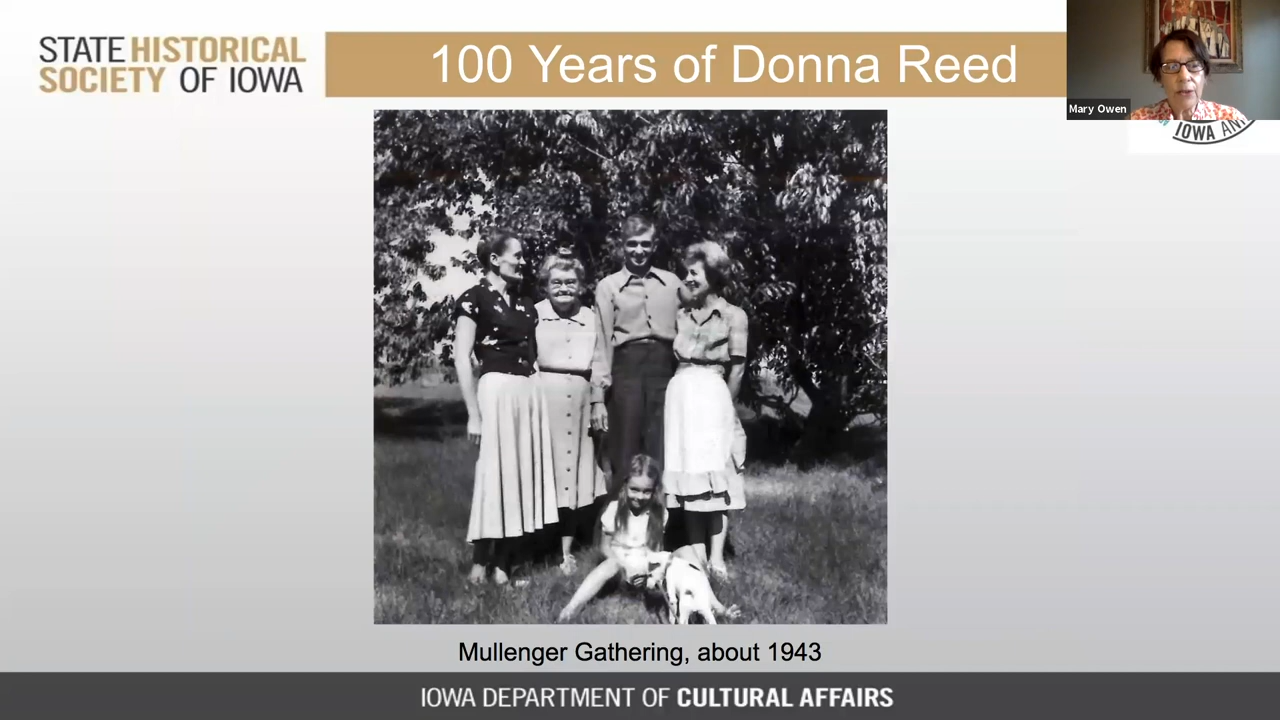 STATE HISTORICAL
SOCIETY OF IOWA
100 Years of Donna Reed
Mary Owen
IOWA
Mullenger Gathering, about 1943
IOWA DEPARTMENT OF CULTURAL AFFAIRS